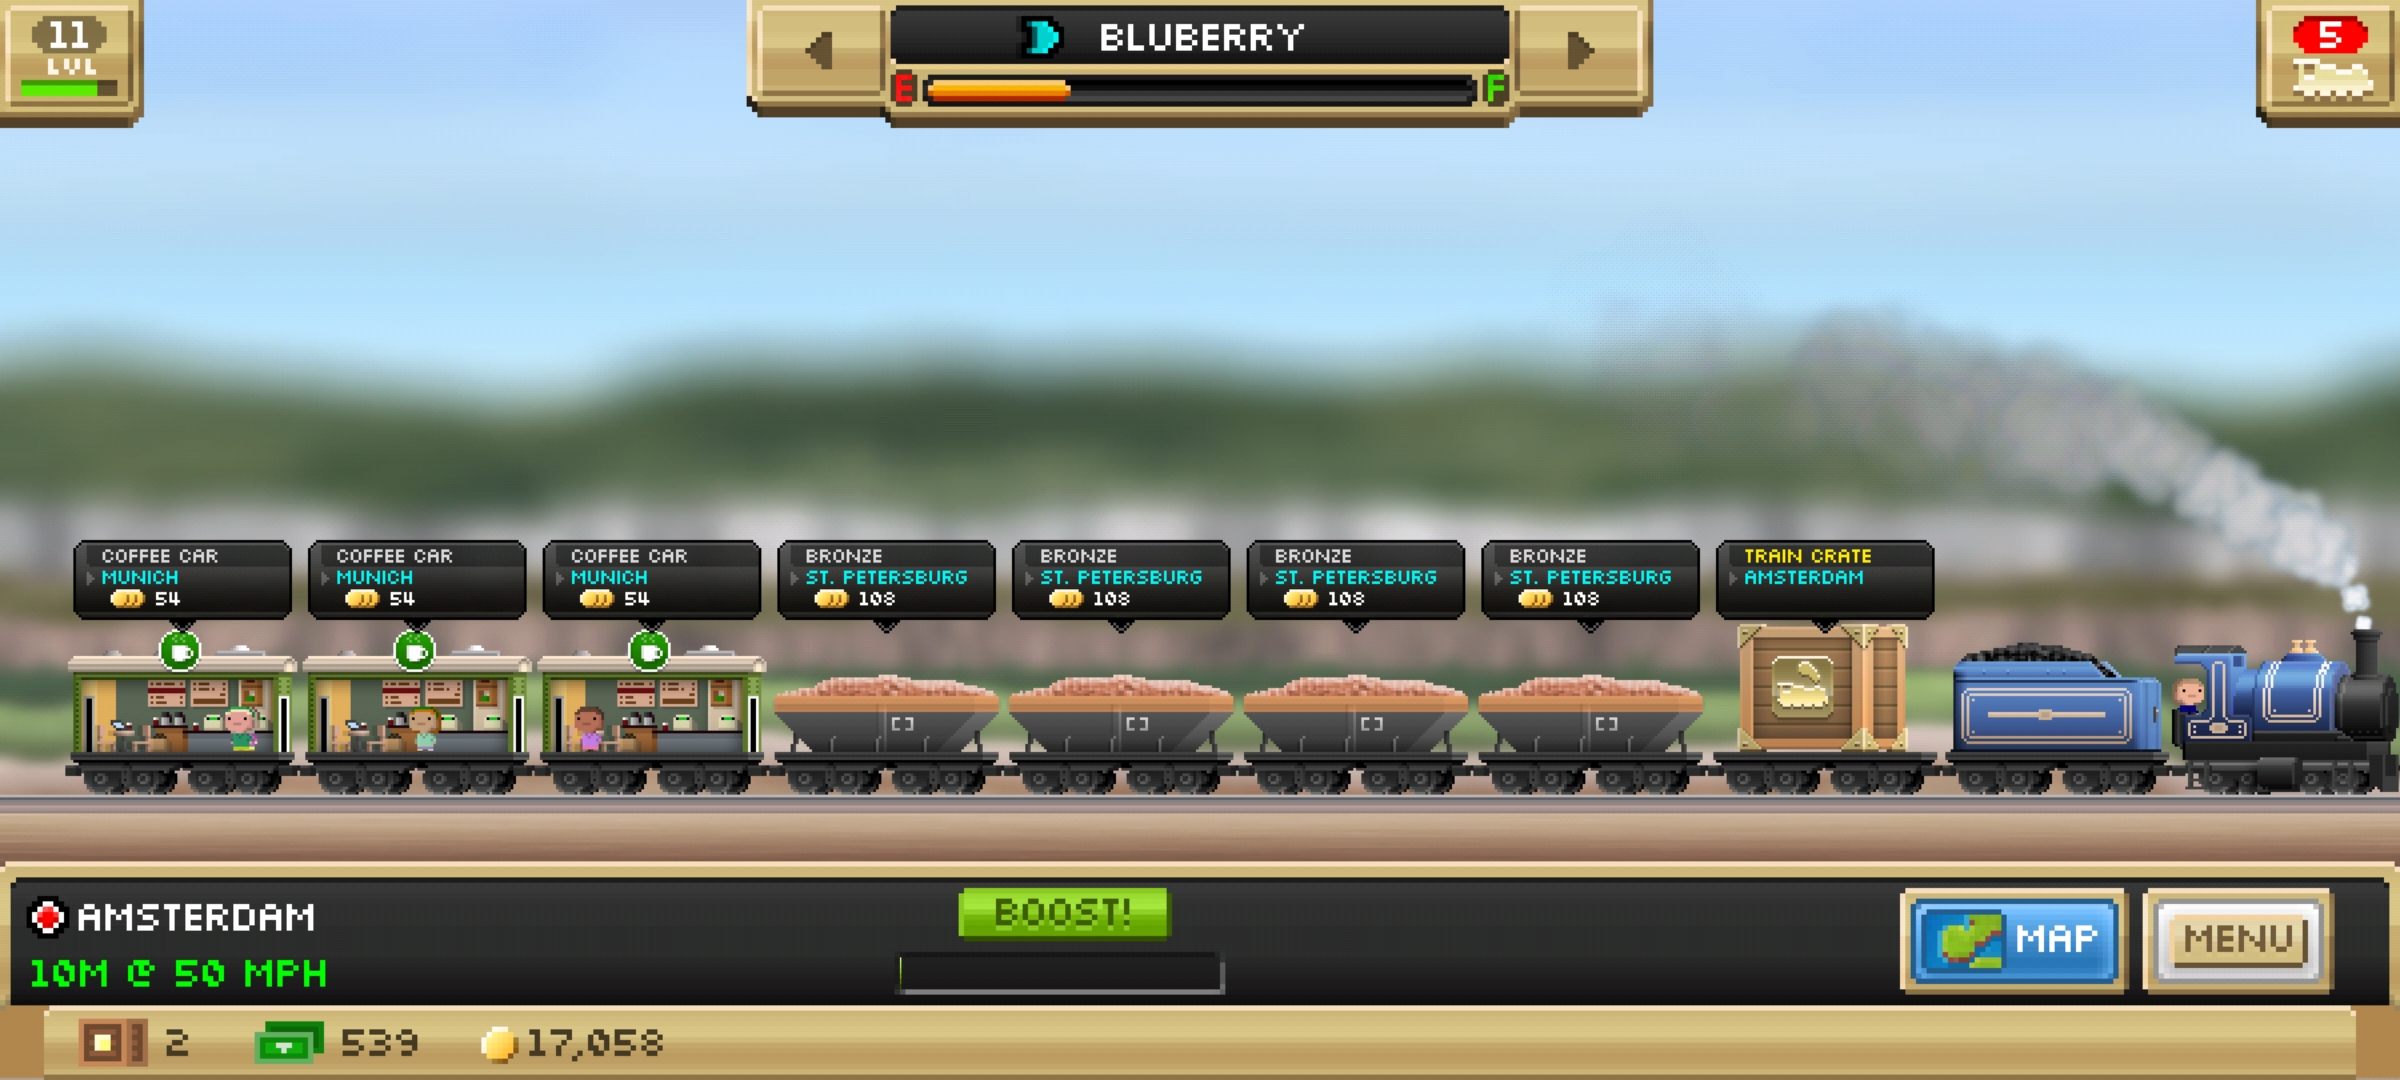 11
LVL
BLUBERRY
E F
5
COFFEE CAR
MUNICH
54
COFFEE CAR
MUNICH
54
COFFEE CAR
MUNICH
54
BRONZE
ST. PETERSBURG
108
BRONZE
ST. PETERSBURG
108
BRONZE
ST. PETERSBURG
108
BRONZE
ST. PETERSBURG
108
TRAIN CRATE
AMSTERDAM
AMSTERDAM
10M @ 50 MPH
BOOST!
MAP
MENU
2 539 17,058